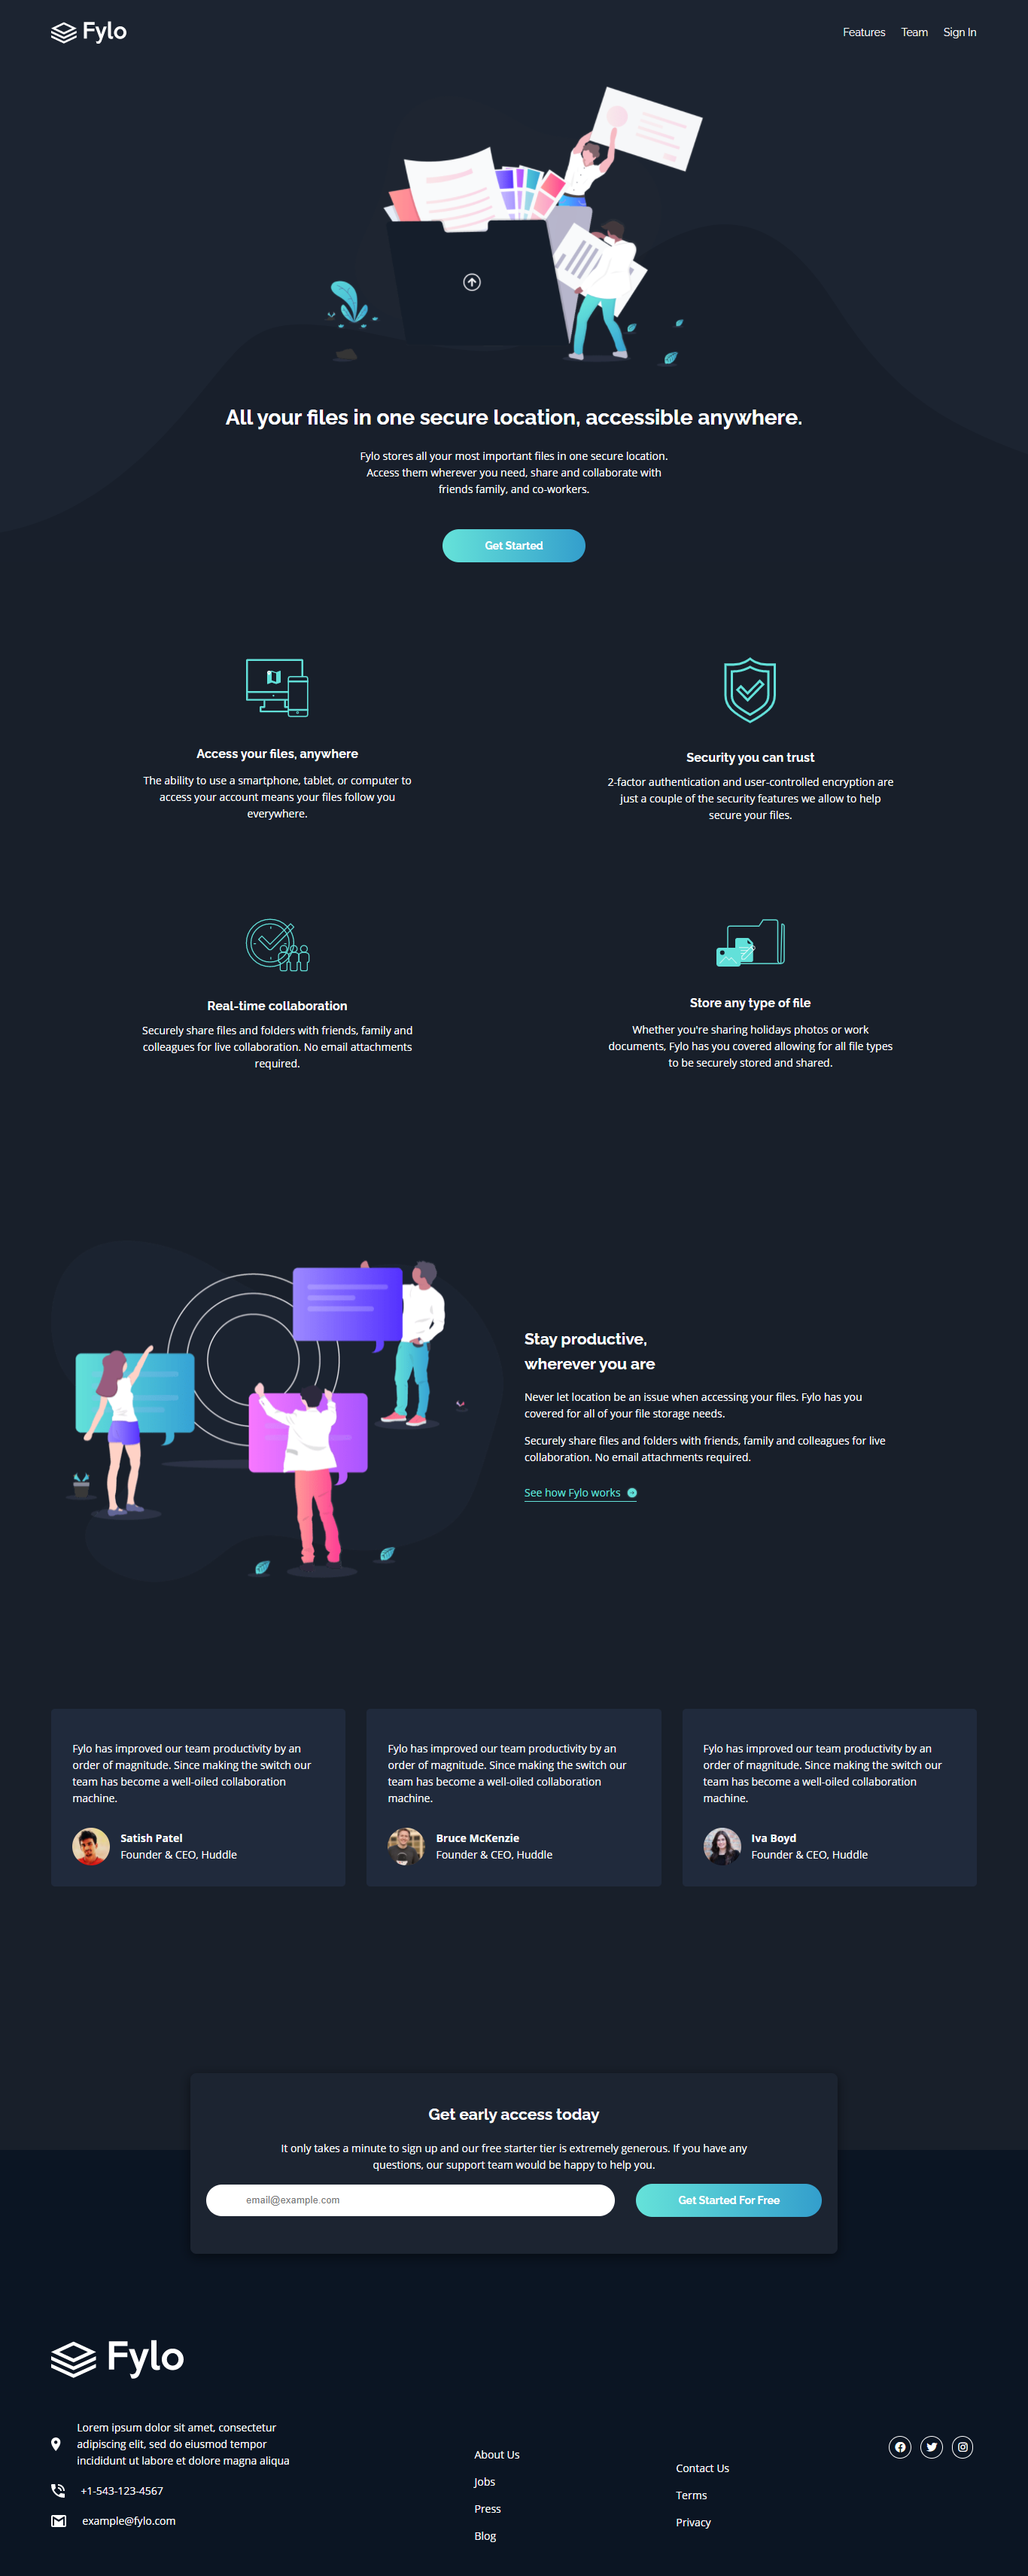 Fylo
Features Team Sign In
All your files in one secure location, accessible anywhere.
Fylo stores all your most important files in one secure location.
Access them wherever you need, share and collaborate with
friends family, and co-workers.
Get Started
Access your files, anywhere
The ability to use a smartphone, tablet, or computer to
access your account means your files follow you
everywhere.
Security you can trust
2-factor authentication and user-controlled encryption are
just a couple of the security features we allow to help
secure your files.
Real-time collaboration
Securely share files and folders with friends, family and
colleagues for live collaboration. No email attachments
required.
Store any type of file
Whether you're sharing holidays photos or work
documents, Fylo has you covered allowing for all file types
to be securely stored and shared.
Stay productive,
wherever you are
Never let location be an issue when accessing your files. Fylo has you
covered for all of your file storage needs.
Securely share files and folders with friends, family and colleagues for live
collaboration. No email attachments required.
See how Fylo works
Fylo has improved our team productivity by an
order of magnitude. Since making the switch our
team has become a well-oiled collaboration
machine.
Satish Patel
Founder & CEO, Huddle
Fylo has improved our team productivity by an
order of magnitude. Since making the switch our
team has become a well-oiled collaboration
machine.
Bruce McKenzie
Founder & CEO, Huddle
Fylo has improved our team productivity by an
order of magnitude. Since making the switch our
team has become a well-oiled collaboration
machine.
Iva Boyd
Founder & CEO, Huddle
Get early access today
It only takes a minute to sign up and our free starter tier is extremely generous. If you have any
questions, our support team would be happy to help you.
email@example.com
Get Started For Free
Fylo
Lorem ipsum dolor sit amet, consectetur
adipiscing elit, sed do eiusmod tempor
incididunt ut labore et dolore magna aliqua
+1-543-123-4567
example@fylo.com
About Us
Jobs
Press
Blog
Contact Us
Terms
Privacy